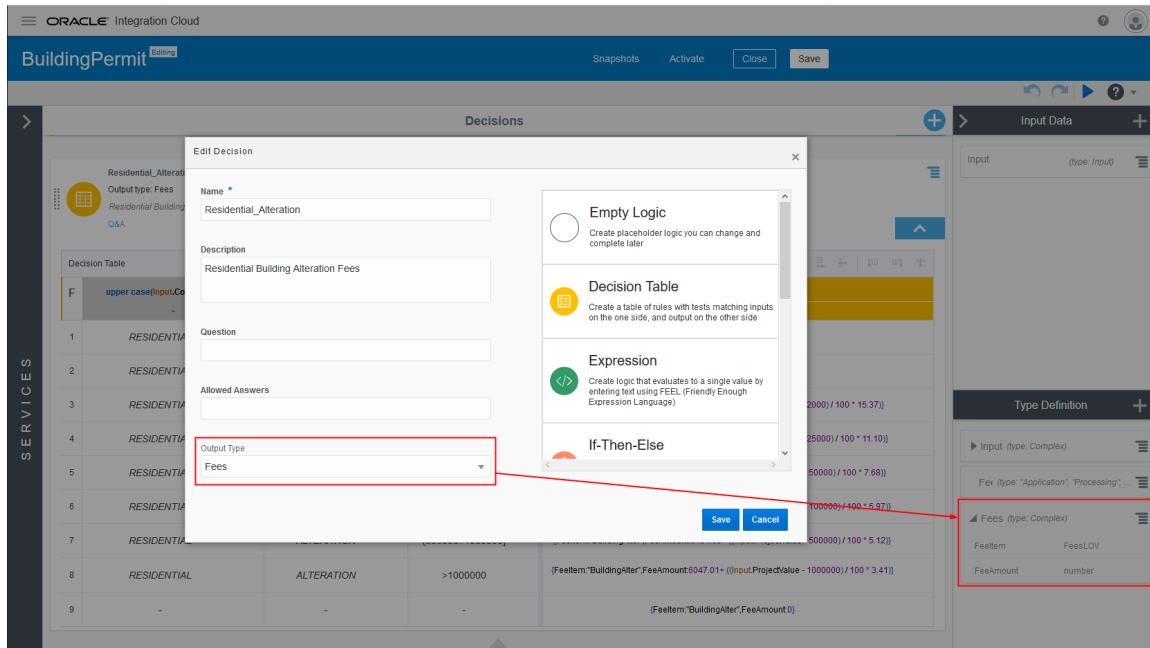 ORACLE Integration Cloud
BuildingPermit Editing
Snapshots Activate Close Save
Decisions
Input Data
Input (type: Input)
Edit Decision
Residential_Alterati
Output type: Fees
Residential Building
Q&A
Name *
Residential_Alteration
Description
Residential Building Alteration Fees
Question
Allowed Answers
Output Type
Fees
Empty Logic
Create placeholder logic you can change and
complete later
Decision Table
Create a table of rules with tests matching inputs
on the one side, and output on the other side
Expression
Create logic that evaluates to a single value by
entering text using FEEL (Friendly Enough
Expression Language)
If-Then-Else
Save Cancel
SERVICES
Decision Table
F upper case(Input.Co
-
1 RESIDENTIA
2 RESIDENTIA
3 RESIDENTIA 2000) / 100 * 15.37)}
4 RESIDENTIA 25000) / 100 * 11.10)}
5 RESIDENTIA 50000) / 100 * 7.68)}
6 RESIDENTIA 100000) / 100 * 5.97)}
7 RESIDENTIAL 500000) / 100 * 5.12)}
8 RESIDENTIAL ALTERATION >1000000 {FeeItem:"BuildingAlter",FeeAmount:6047.01+ ((Input.ProjectValue - 1000000) / 100 * 3.41)}
9 - - - {FeeItem:"BuildingAlter",FeeAmount:0}
Type Definition
Input (type: Complex)
Fee (type: "Application", "Processing", ...
Fees (type: Complex)
FeeItem FeesLOV
FeeAmount number